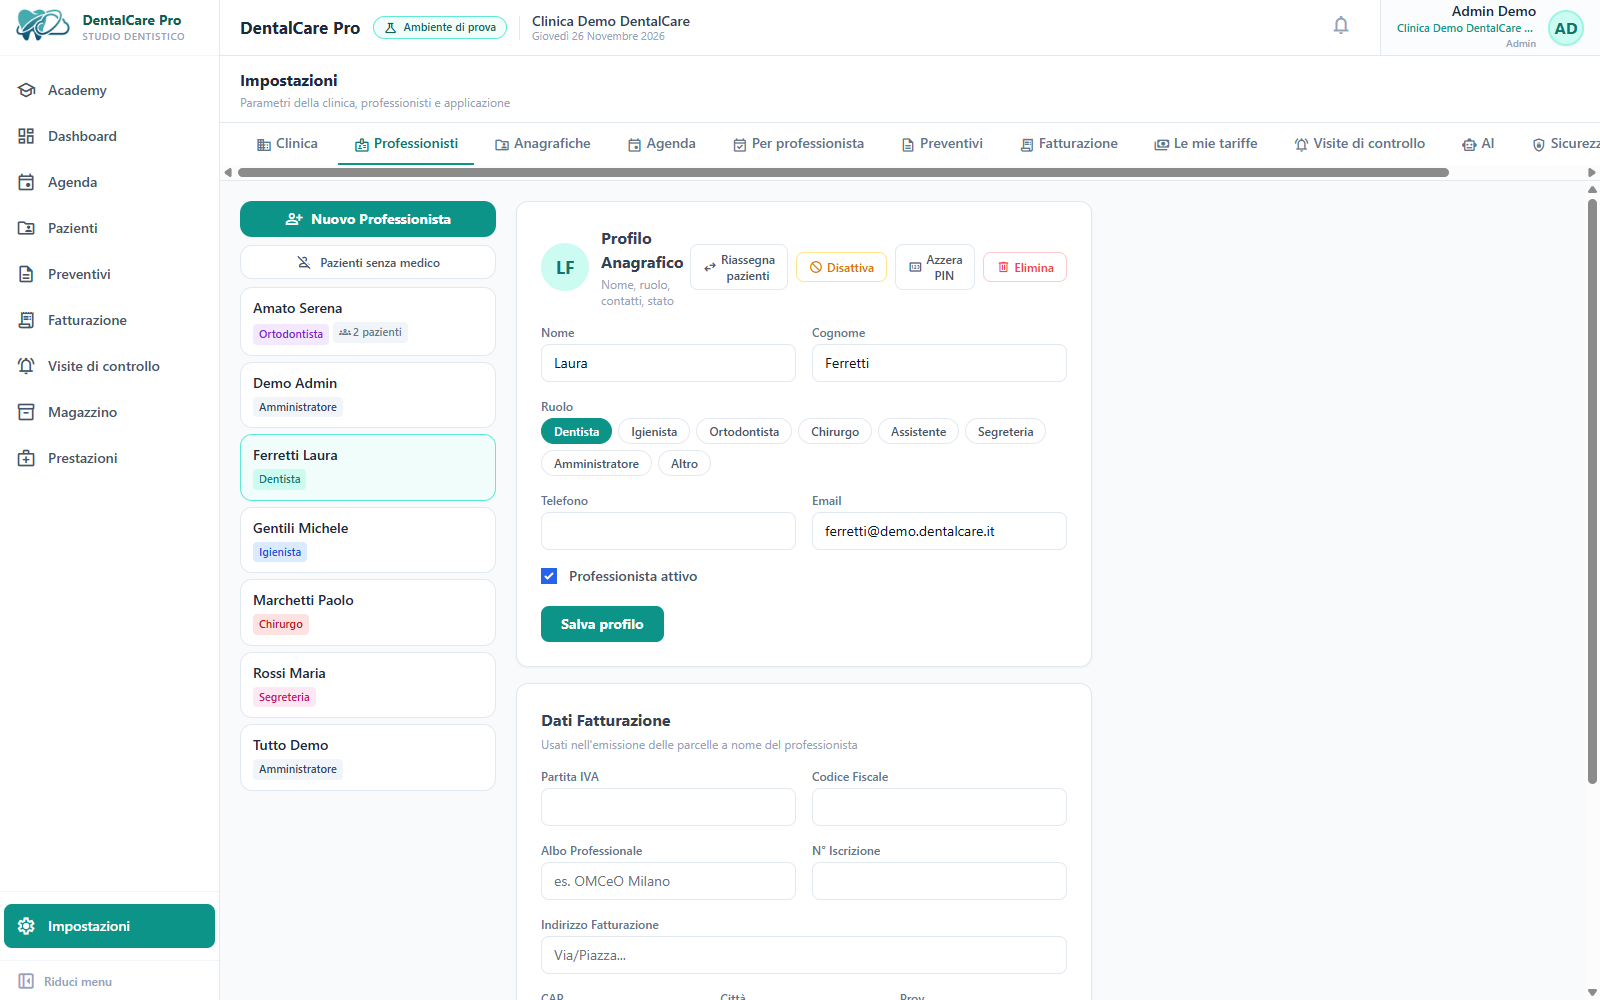 DentalCare Pro
STUDIO DENTISTICO
Academy
Dashboard
Agenda
Pazienti
Preventivi
Fatturazione
Visite di controllo
Magazzino
Prestazioni
Impostazioni
Riduci menu
DentalCare Pro
Ambiente di prova
Clinica Demo DentalCare
Giovedì 26 Novembre 2026
Admin Demo
Clinica Demo DentalCare ...
Admin
AD
Impostazioni
Parametri della clinica, professionisti e applicazione
Clinica
Professionisti
Anagrafiche
Agenda
Per professionista
Preventivi
Fatturazione
Le mie tariffe
Visite di controllo
AI
Sicurezz
Nuovo Professionista
Pazienti senza medico
Amato Serena
Ortodontista
2 pazienti
Demo Admin
Amministratore
Ferretti Laura
Dentista
Gentili Michele
Igienista
Marchetti Paolo
Chirurgo
Rossi Maria
Segreteria
Tutto Demo
Amministratore
LF
Profilo
Anagrafico
Nome, ruolo,
contatti, stato
Riassegna
pazienti
Disattiva
Azzera
PIN
Elimina
Nome
Cognome
Laura
Ferretti
Ruolo
Dentista
Igienista
Ortodontista
Chirurgo
Assistente
Segreteria
Amministratore
Altro
Telefono
Email
ferretti@demo.dentalcare.it
Professionista attivo
Salva profilo
Dati Fatturazione
Usati nell'emissione delle parcelle a nome del professionista
Partita IVA
Codice Fiscale
Albo Professionale
N° Iscrizione
es. OMCeO Milano
Indirizzo Fatturazione
Via/Piazza...
CAP
Città
Prov